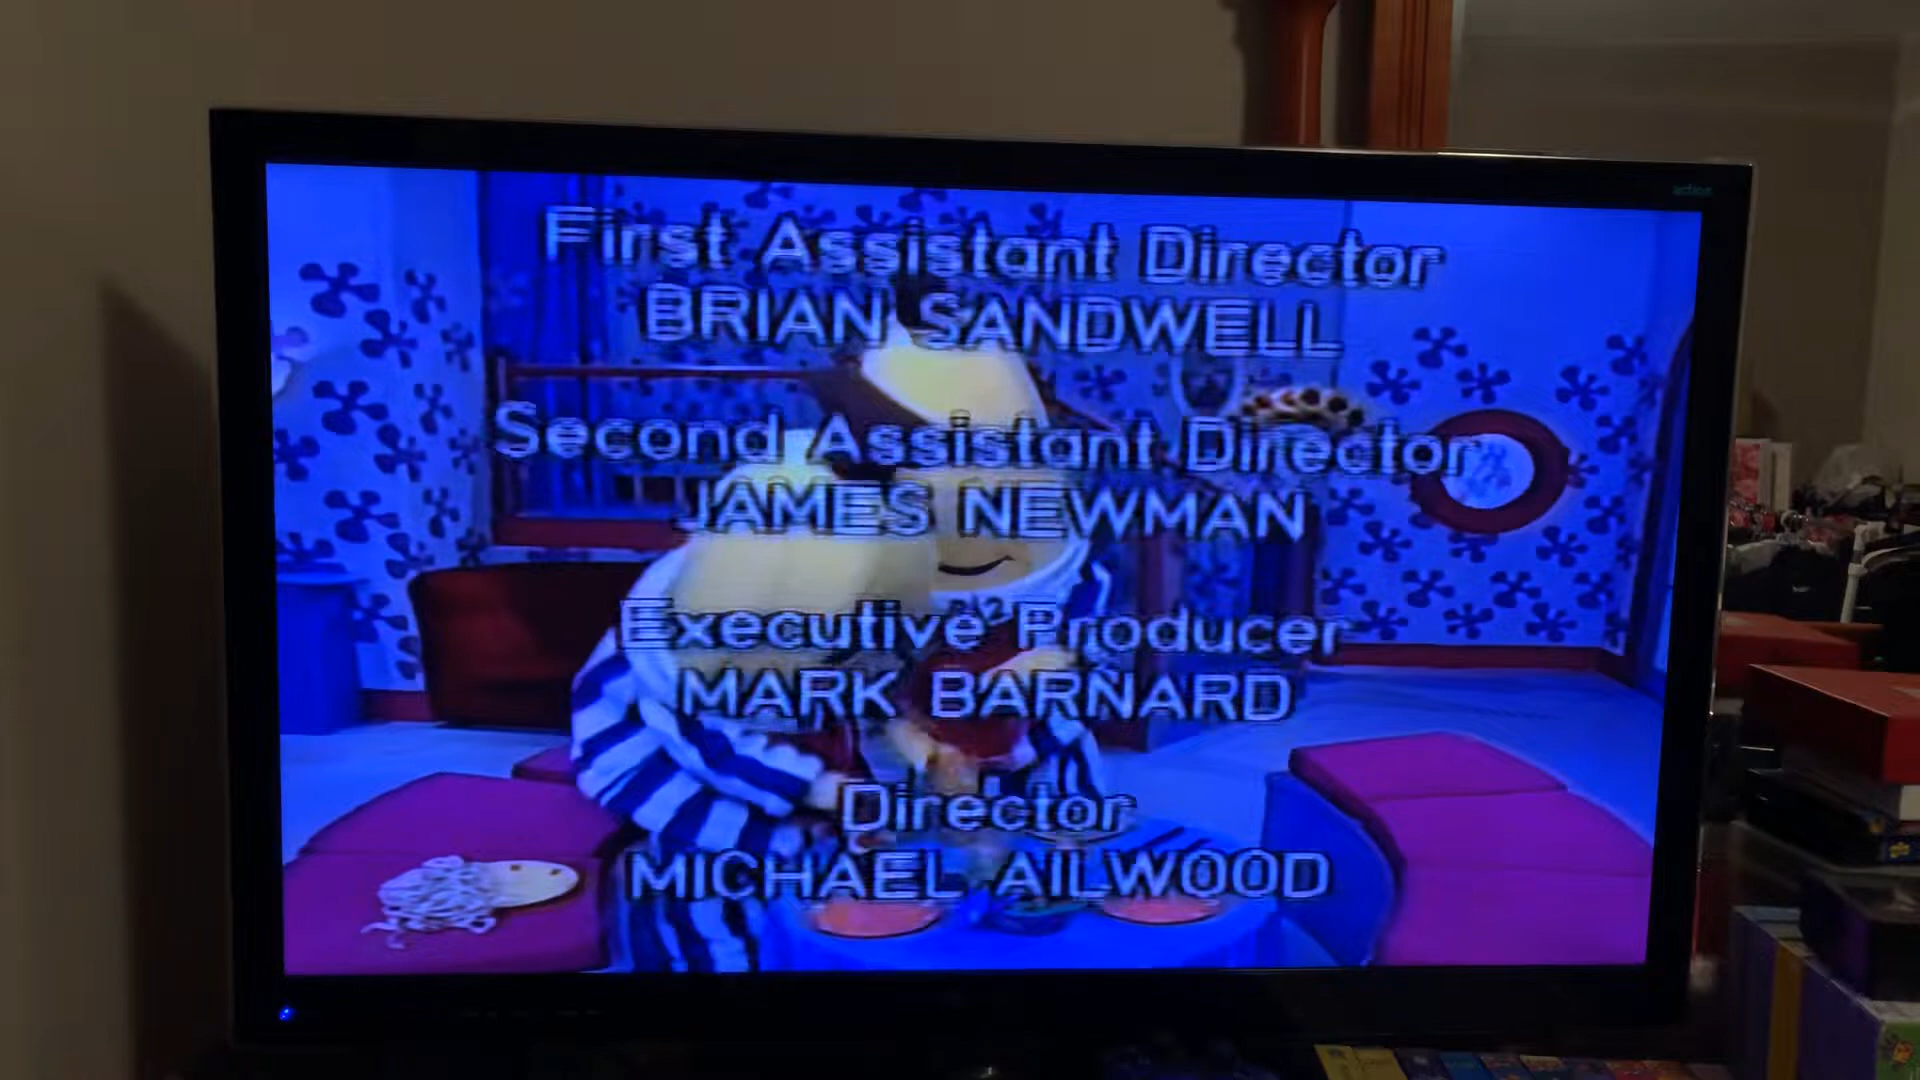 First Assistant Director
BRIAN SANDWELL
Second Assistant Director
JAMES NEWMAN
Executive Producer
MARK BARNARD
Director
MICHAEL AILWOOD